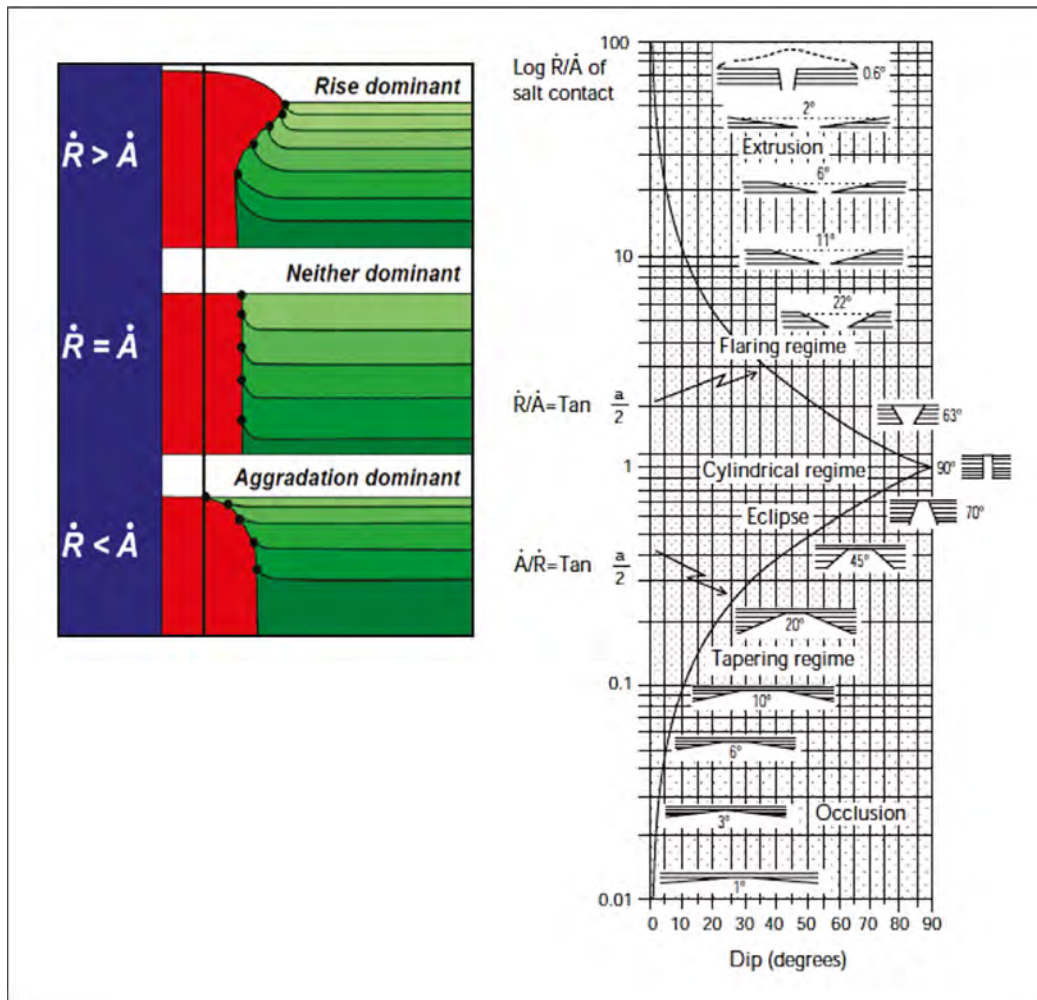 Rise dominant
Ṙ > Ȧ
Neither dominant
Ṙ = Ȧ
Aggradation dominant
Ṙ < Ȧ
Log Ṙ/Ȧ of
salt contact
100
10
1
0.1
0.01
0.6°
2°
Extrusion
6°
11°
22°
Flaring regime
Ṙ/Ȧ=Tan a/2
63°
Cylindrical regime
90°
Eclipse
70°
Ȧ/Ṙ=Tan a/2
45°
20°
Tapering regime
10°
6°
3°
Occlusion
1°
0 10 20 30 40 50 60 70 80 90
Dip (degrees)